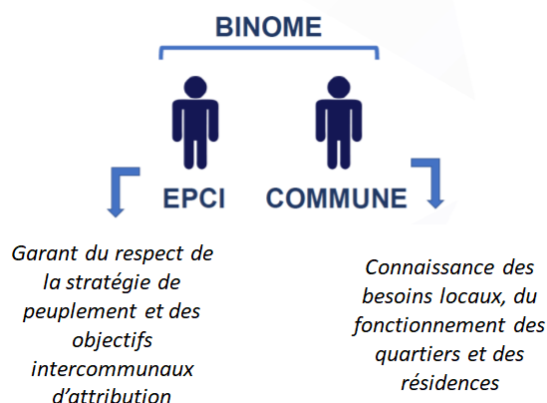 BINOME
EPCI
COMMUNE
Garant du respect de
la stratégie de
peuplement et des
objectifs
intercommunaux
d'attribution
Connaissance des
besoins locaux, du
fonctionnement des
quartiers et des
résidences